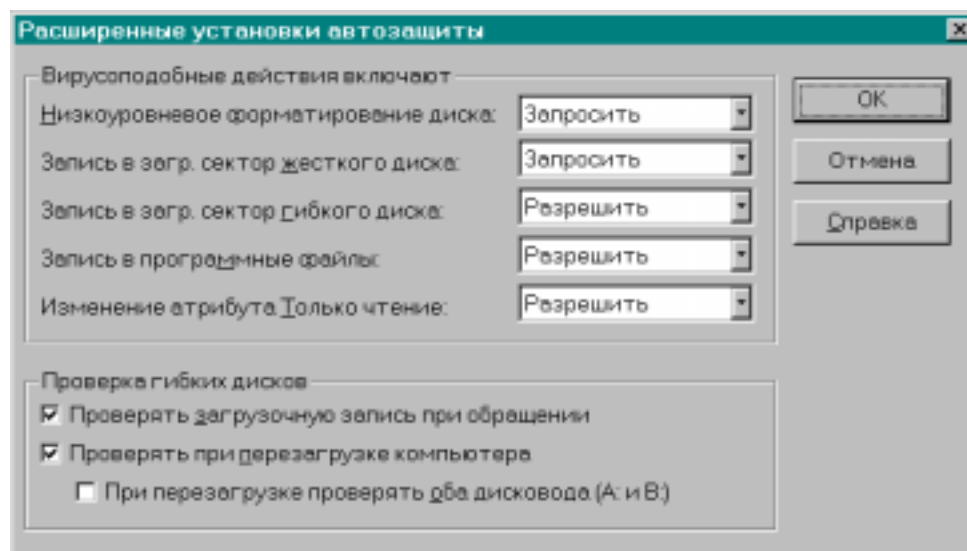 Расширенные установки автозащиты
Вирусоподобные действия включают
Низкоуровневое форматирование диска: Запросить
Запись в загр. сектор жесткого диска: Запросить
Запись в загр. сектор гибкого диска: Разрешить
Запись в программные файлы: Разрешить
Изменение атрибута Только чтение: Разрешить
OK
Отмена
Справка
Проверка гибких дисков
Проверять загрузочную запись при обращении
Проверять при перезагрузке компьютера
При перезагрузке проверять оба дисковода (A: и B:)